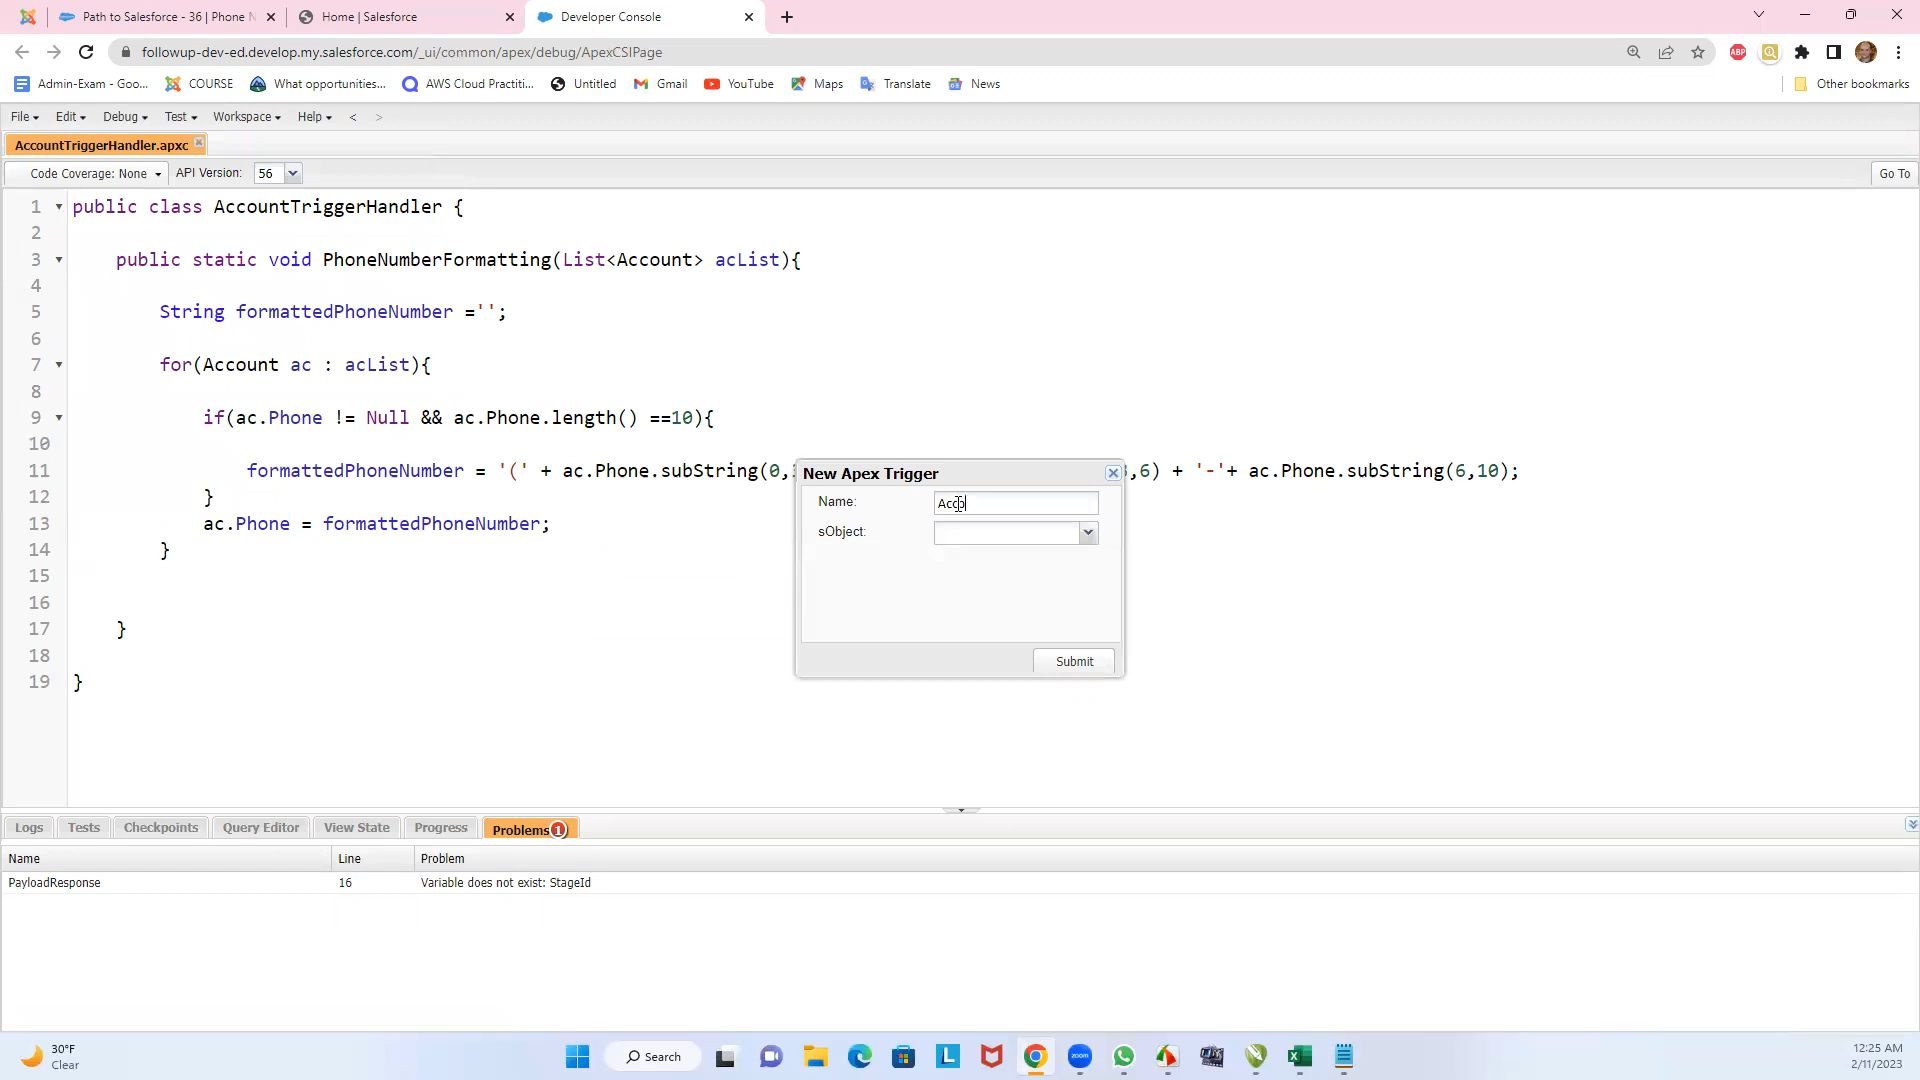 Path to Salesforce - 36 | Phone N
Home | Salesforce
Developer Console
followup-dev-ed.develop.my.salesforce.com/_ui/common/apex/debug/ApexCSIPage
ABP
Admin-Exam - Goo...
COURSE
What opportunities...
AWS Cloud Practiti...
Untitled
Gmail
YouTube
Maps
Translate
News
Other bookmarks
File Edit Debug Test Workspace Help < >
AccountTriggerHandler.apxc
Code Coverage: None API Version: 56 Go To
1 public class AccountTriggerHandler {
2
3 public static void PhoneNumberFormatting(List<Account> acList){
4
5 String formattedPhoneNumber ='';
6
7 for(Account ac : acList){
8
9 if(ac.Phone != Null && ac.Phone.length() ==10){
10
11 formattedPhoneNumber = '(' + ac.Phone.subString(0, ,6) + '-'+ ac.Phone.subString(6,10);
12 }
13 ac.Phone = formattedPhoneNumber;
14 }
15
16
17 }
18
19 }
New Apex Trigger
Name: Acco
sObject:
Submit
Logs Tests Checkpoints Query Editor View State Progress Problems 1
Name Line Problem
PayloadResponse 16 Variable does not exist: StageId
30°F
Clear
Search
L
zoom
12:25 AM
2/11/2023